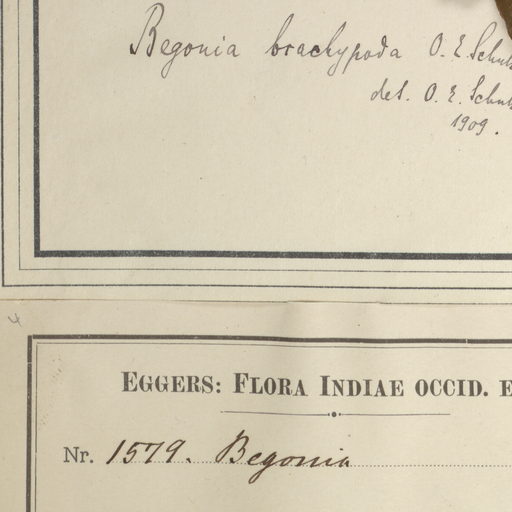 Begonia brachypoda O. E. Schulz
det. O. E. Schulz
1909.
EGGERS: FLORA INDIAE OCCID. E
Nr. 1579. Begonia